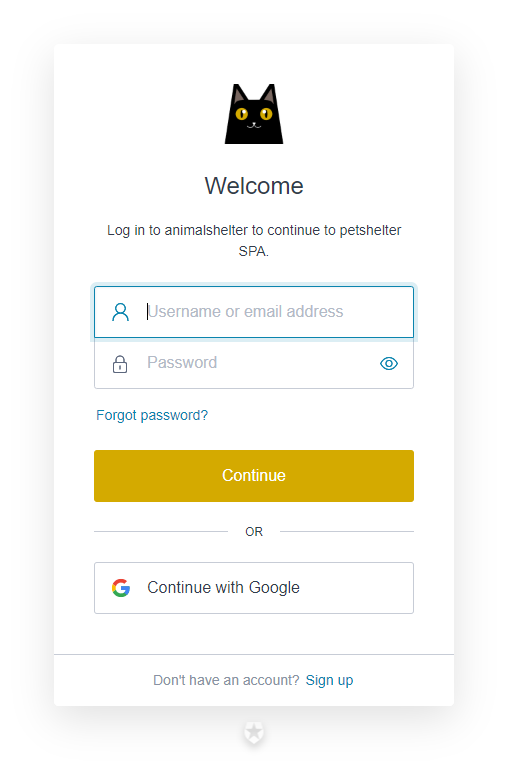 Welcome
Log in to animalshelter to continue to petshelter
SPA.
Username or email address
Password
Forgot password?
Continue
OR
Continue with Google
Don't have an account? Sign up